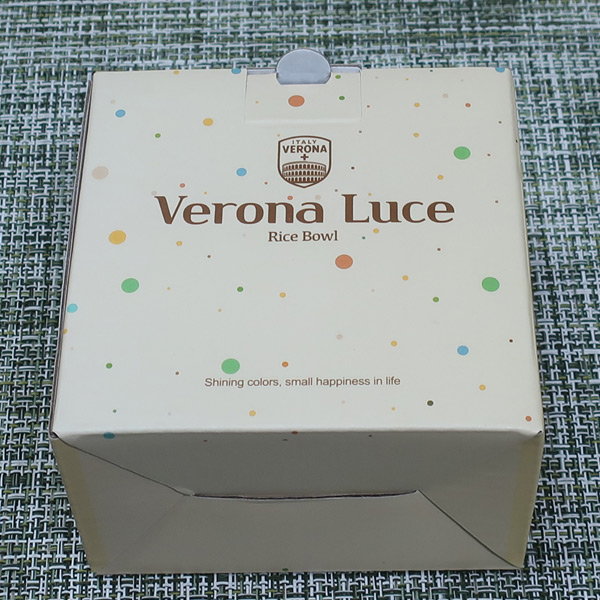 ITALY
VERONA
Verona Luce
Rice Bowl
Shining colors, small happiness in life